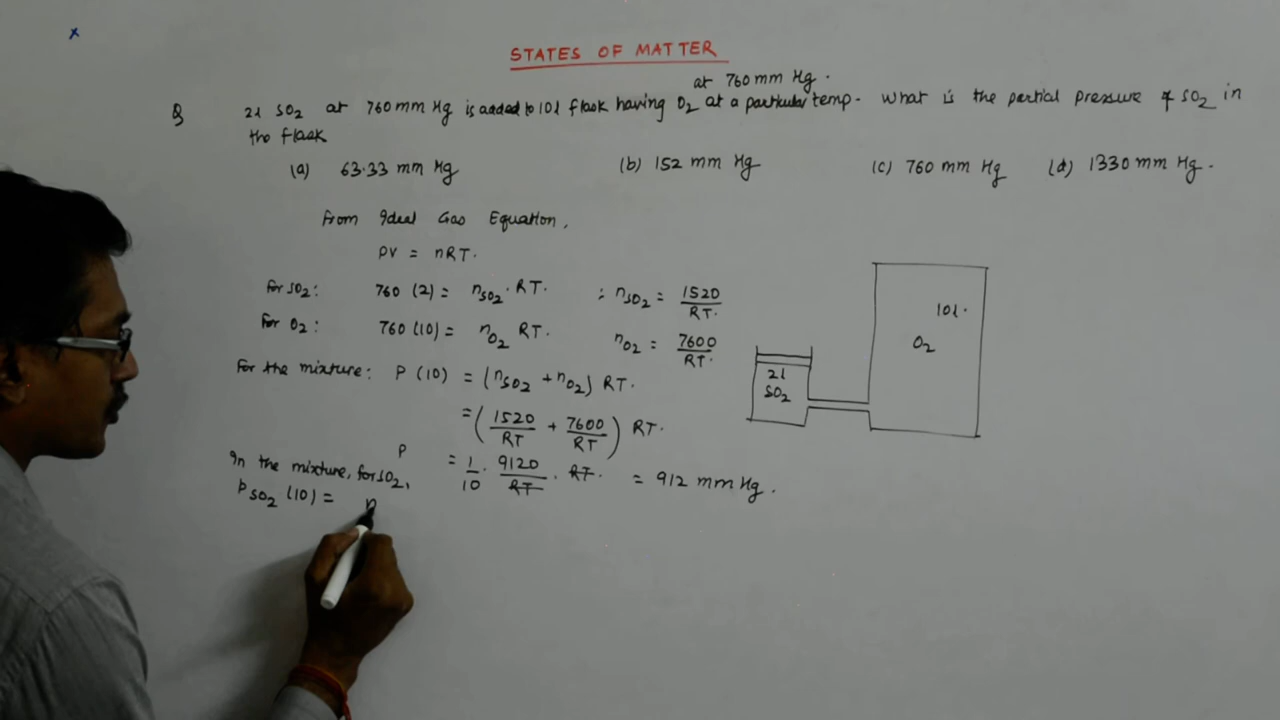 x
STATES OF MATTER
at 760mm Hg.
Q 2l SO2 at 760mm Hg is added to 10l flask having O2 at a particular temp. What is the partial pressure of SO2 in
the flask
(a) 63.33 mm Hg (b) 152 mm Hg (c) 760 mm Hg (d) 1330 mm Hg.
From Ideal Gas Equation,
PV = nRT.
For SO2: 760 (2) = nSO2. RT. ∴ nSO2 = 1520/RT.
For O2: 760 (10) = nO2 RT. nO2 = 7600/RT.
For the mixture: P (10) = (nSO2 + nO2) RT.
= (1520/RT + 7600/RT) RT.
P = 1/10 . 9120/RT . RT. = 912 mm Hg.
In the mixture, for SO2,
PSO2 (10) = n
2l
SO2
10l.
O2